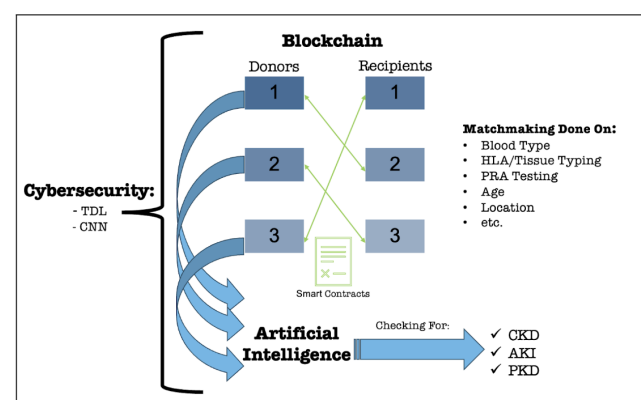 Blockchain
Donors
Recipients
1
1
2
2
3
3
Smart Contracts
Matchmaking Done On:
• Blood Type
• HLA/Tissue Typing
• PRA Testing
• Age
• Location
• etc.
Cybersecurity:
- TDL
- CNN
Artificial
Intelligence
Checking For:
✓ CKD
✓ AKI
✓ PKD